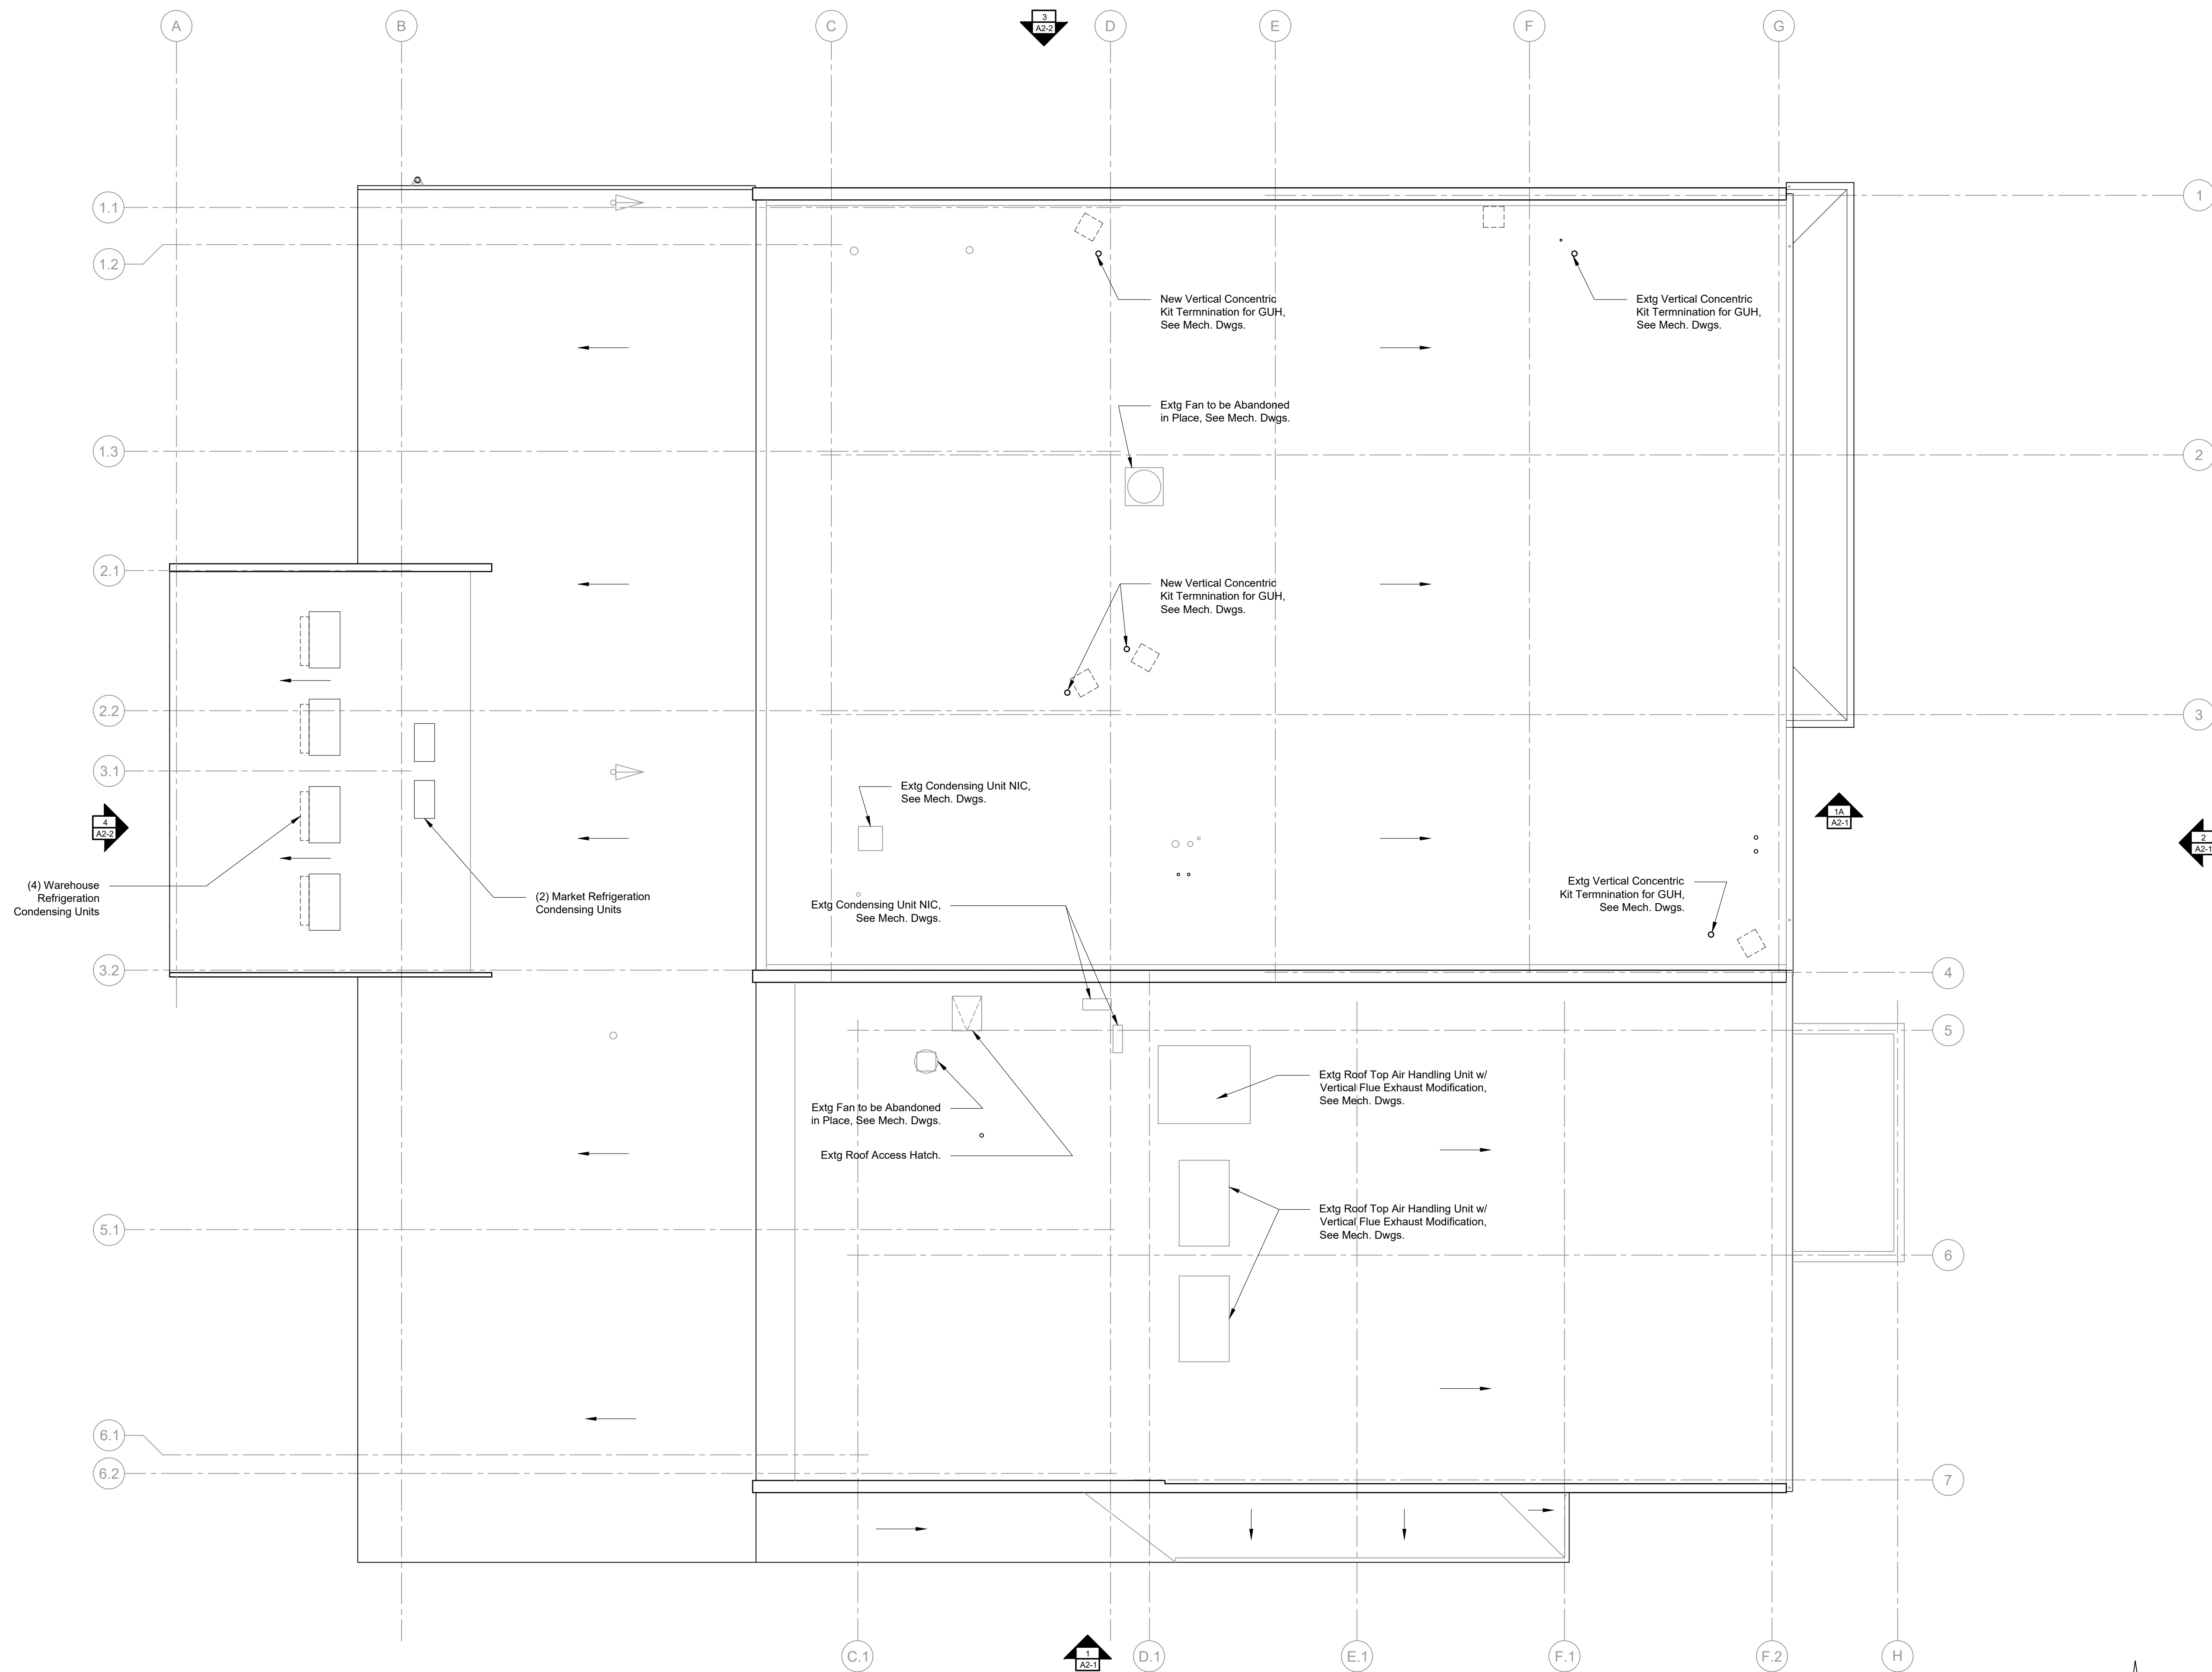 A
B
C
3
A2-2
D
E
F
G
1.1
1
1.2
New Vertical Concentric
Kit Termnination for GUH,
See Mech. Dwgs.
Extg Vertical Concentric
Kit Termnination for GUH,
See Mech. Dwgs.
Extg Fan to be Abandoned
in Place, See Mech. Dwgs.
1.3
2
2.1
New Vertical Concentric
Kit Termnination for GUH,
See Mech. Dwgs.
2.2
3
3.1
Extg Condensing Unit NIC,
See Mech. Dwgs.
4
A2-2
1A
A2-1
2
A2-1
(4) Warehouse
Refrigeration
Condensing Units
(2) Market Refrigeration
Condensing Units
Extg Condensing Unit NIC,
See Mech. Dwgs.
Extg Vertical Concentric
Kit Termnination for GUH,
See Mech. Dwgs.
3.2
4
5
Extg Roof Top Air Handling Unit w/
Vertical Flue Exhaust Modification,
See Mech. Dwgs.
Extg Fan to be Abandoned
in Place, See Mech. Dwgs.
Extg Roof Access Hatch.
Extg Roof Top Air Handling Unit w/
Vertical Flue Exhaust Modification,
See Mech. Dwgs.
5.1
6
6.1
6.2
7
C.1
1
A2-1
D.1
E.1
F.1
F.2
H